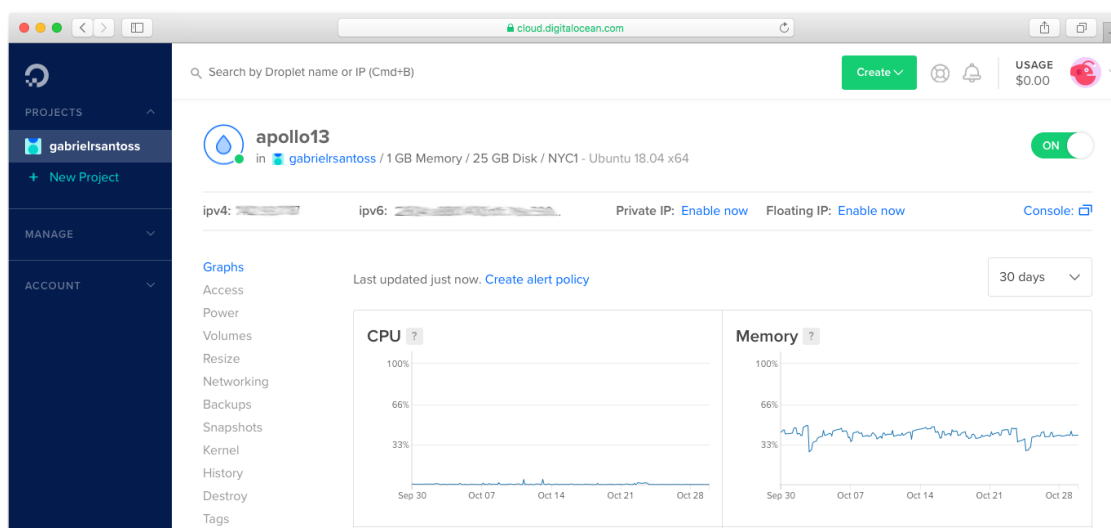 cloud.digitalocean.com
Search by Droplet name or IP (Cmd+B)
Create
USAGE
$0.00
PROJECTS
gabrielrsantoss
+ New Project
MANAGE
ACCOUNT
apollo13
in gabrielrsantoss / 1 GB Memory / 25 GB Disk / NYC1 - Ubuntu 18.04 x64
ON
ipv4:
ipv6:
Private IP: Enable now
Floating IP: Enable now
Console:
Graphs
Access
Power
Volumes
Resize
Networking
Backups
Snapshots
Kernel
History
Destroy
Tags
Last updated just now. Create alert policy
30 days
CPU ?
100%
66%
33%
Sep 30 Oct 07 Oct 14 Oct 21 Oct 28
Memory ?
100%
66%
33%
Sep 30 Oct 07 Oct 14 Oct 21 Oct 28